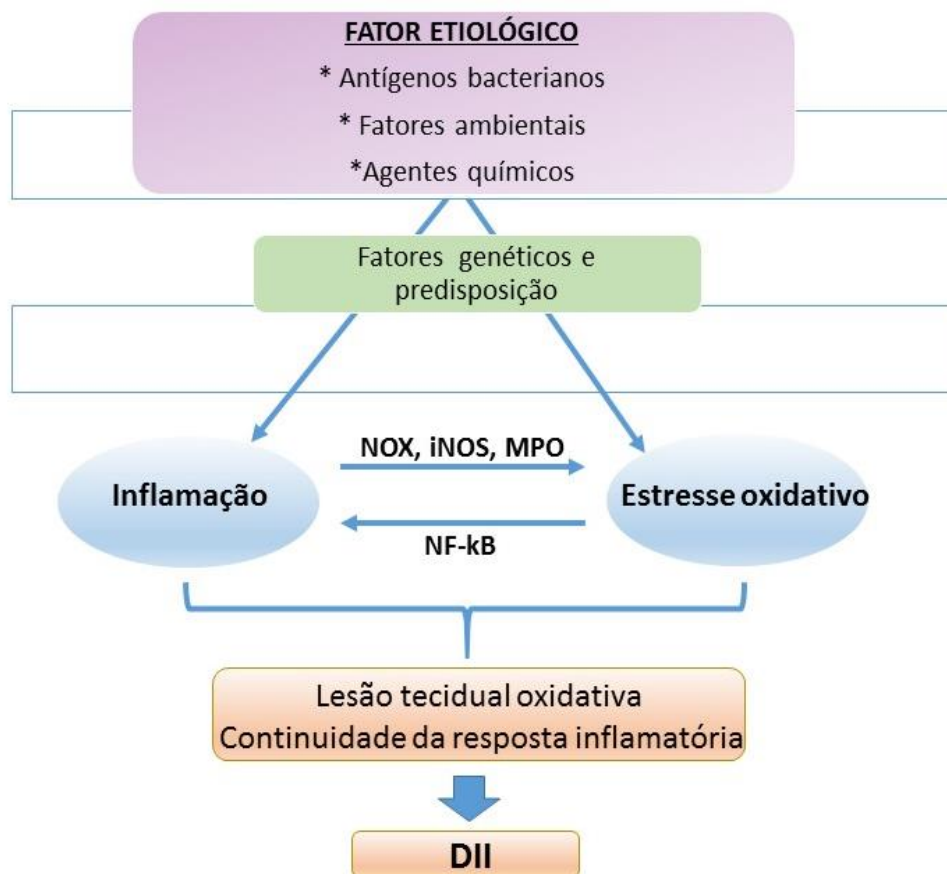 FATOR ETIOLÓGICO
* Antígenos bacterianos
* Fatores ambientais
*Agentes químicos
Fatores genéticos e
predisposição
NOX, iNOS, MPO
Inflamação
Estresse oxidativo
NF-kB
Lesão tecidual oxidativa
Continuidade da resposta inflamatória
DII